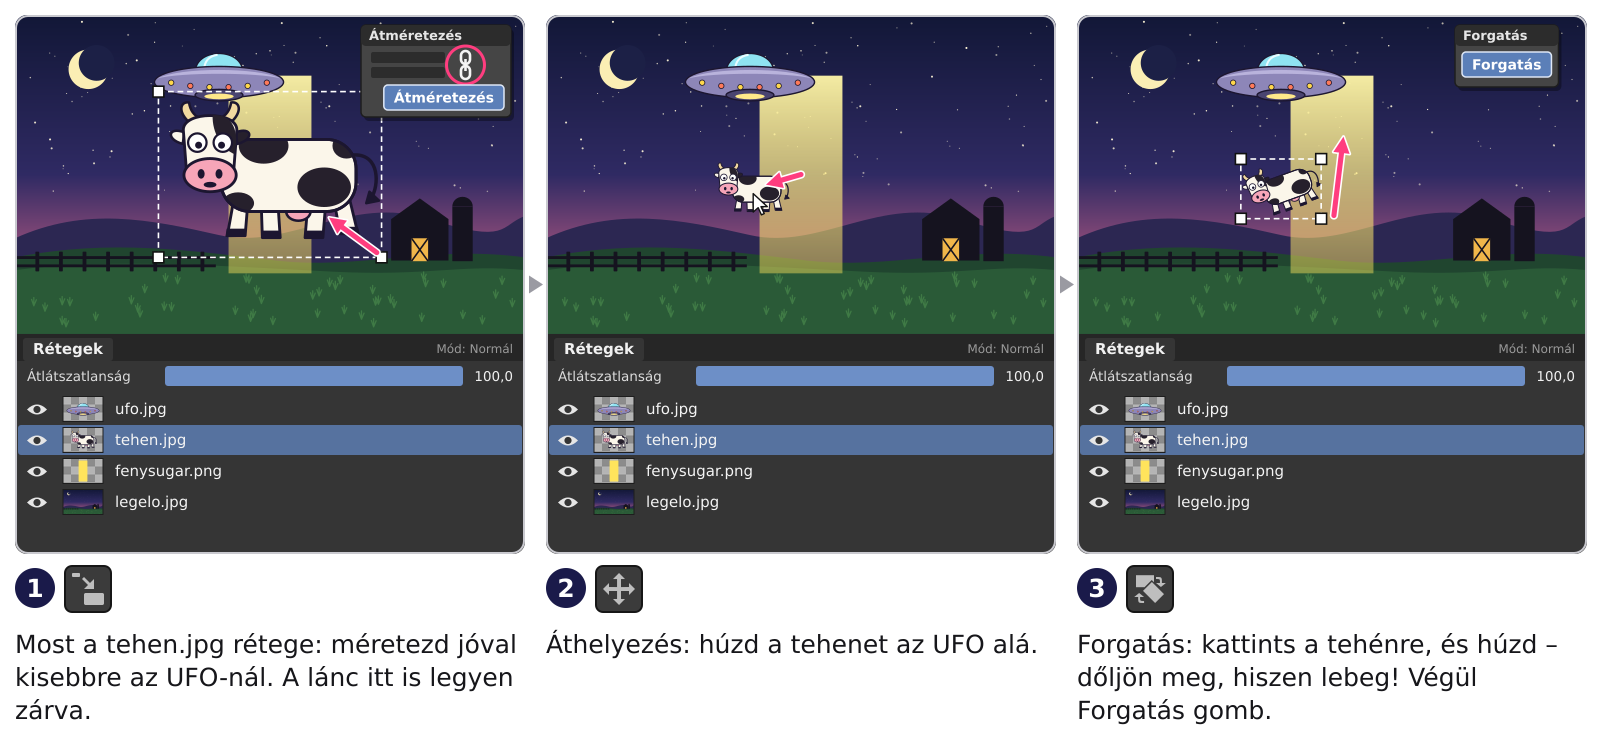 Átméretezés
Átméretezés
Rétegek
Mód: Normál
Átlátszatlanság
100,0
ufo.jpg
tehen.jpg
fenysugar.png
legelo.jpg
1
Most a tehen.jpg rétege: méretezd jóval
kisebbre az UFO-nál. A lánc itt is legyen
zárva.
Rétegek
Mód: Normál
Átlátszatlanság
100,0
ufo.jpg
tehen.jpg
fenysugar.png
legelo.jpg
2
Áthelyezés: húzd a tehenet az UFO alá.
Forgatás
Forgatás
Rétegek
Mód: Normál
Átlátszatlanság
100,0
ufo.jpg
tehen.jpg
fenysugar.png
legelo.jpg
3
Forgatás: kattints a tehénre, és húzd –
dőljön meg, hiszen lebeg! Végül
Forgatás gomb.